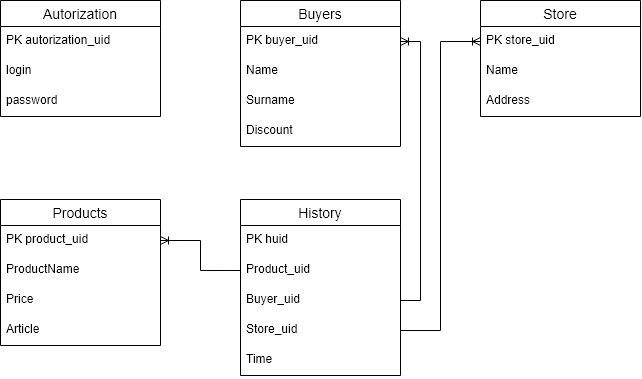 Autorization
PK autorization_uid
login
password
Buyers
PK buyer_uid
Name
Surname
Discount
Store
PK store_uid
Name
Address
Products
PK product_uid
ProductName
Price
Article
History
PK huid
Product_uid
Buyer_uid
Store_uid
Time